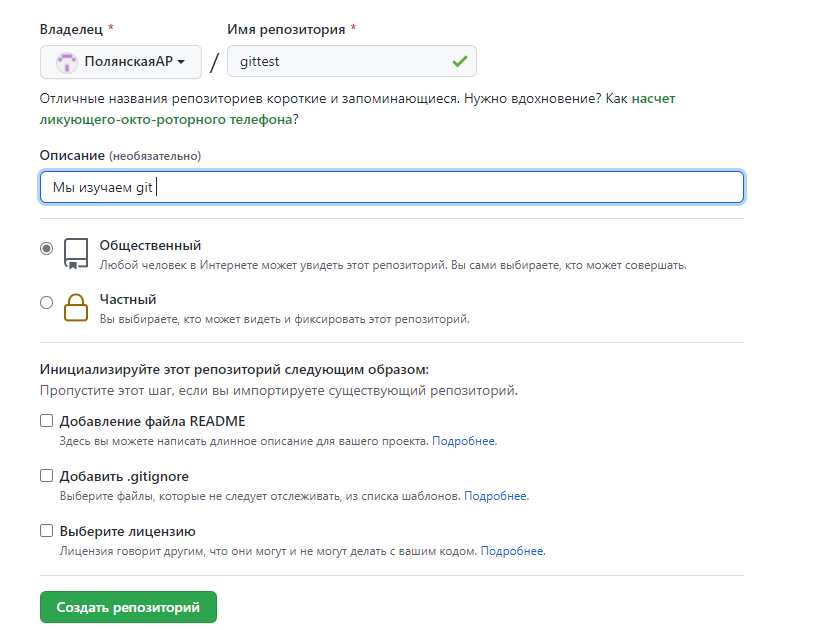 Владелец * Имя репозитория *
ПолянскаяАР / gittest
Отличные названия репозиториев короткие и запоминающиеся. Нужно вдохновение? Как насчет
ликующего-окто-роторного телефона?
Описание (необязательно)
Мы изучаем git
Общественный
Любой человек в Интернете может увидеть этот репозиторий. Вы сами выбираете, кто может совершать.
Частный
Вы выбираете, кто может видеть и фиксировать этот репозиторий.
Инициализируйте этот репозиторий следующим образом:
Пропустите этот шаг, если вы импортируете существующий репозиторий.
Добавление файла README
Здесь вы можете написать длинное описание для вашего проекта. Подробнее.
Добавить .gitignore
Выберите файлы, которые не следует отслеживать, из списка шаблонов. Подробнее.
Выберите лицензию
Лицензия говорит другим, что они могут и не могут делать с вашим кодом. Подробнее.
Создать репозиторий